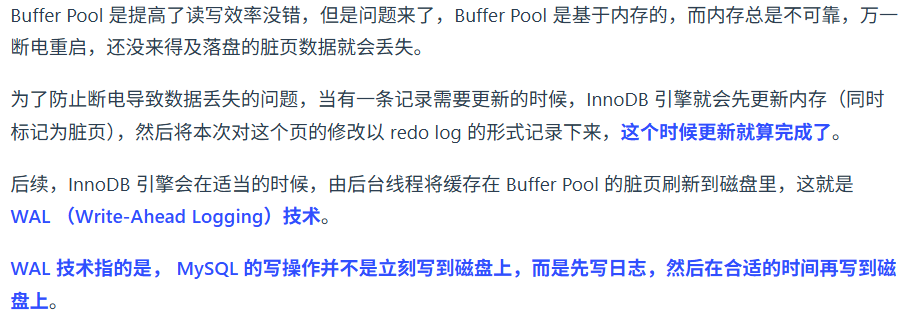 Buffer Pool 是提高了读写效率没错，但是问题来了，Buffer Pool 是基于内存的，而内存总是不可靠，万一
断电重启，还没来得及落盘的脏页数据就会丢失。
为了防止断电导致数据丢失的问题，当有一条记录需要更新的时候，InnoDB 引擎就会先更新内存（同时
标记为脏页），然后将本次对这个页的修改以 redo log 的形式记录下来，这个时候更新就算完成了。
后续，InnoDB 引擎会在适当的时候，由后台线程将缓存在 Buffer Pool 的脏页刷新到磁盘里，这就是
WAL （Write-Ahead Logging）技术。
WAL 技术指的是， MySQL 的写操作并不是立刻写到磁盘上，而是先写日志，然后在合适的时间再写到磁
盘上。